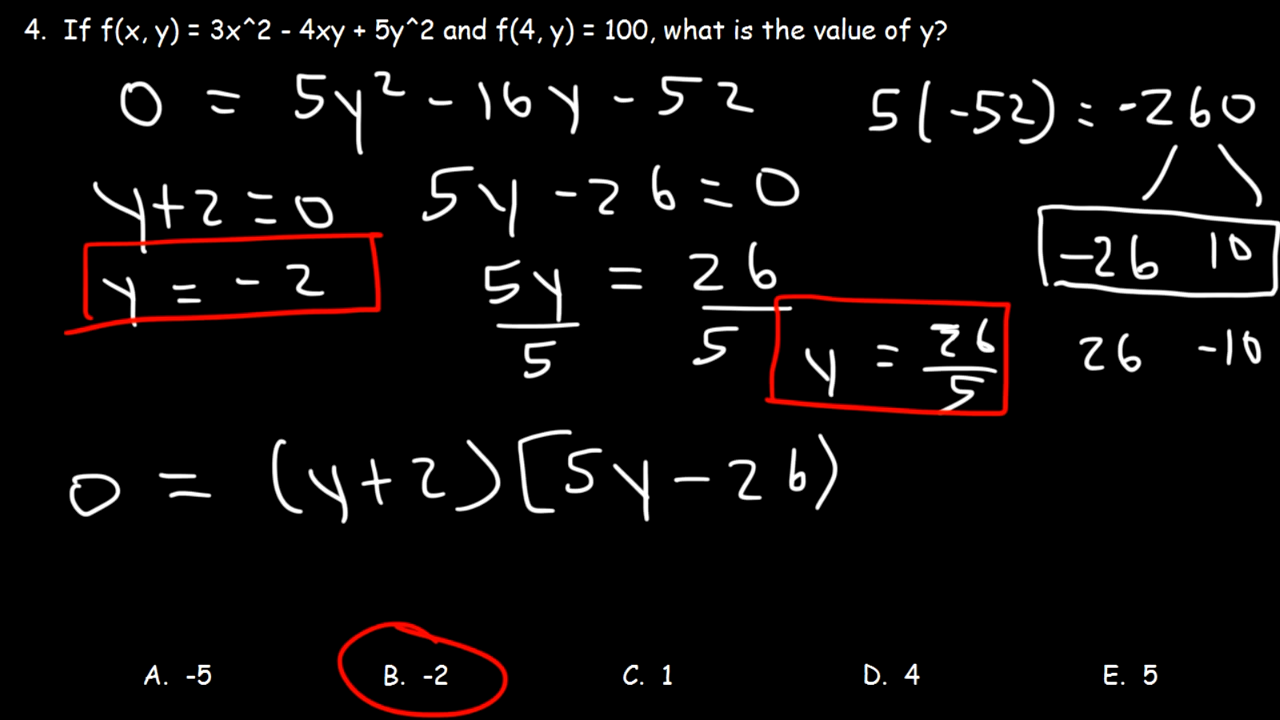 4. If f(x, y) = 3x^2 - 4xy + 5y^2 and f(4, y) = 100, what is the value of y?
0 = 5y² - 16y - 52
5(-52) = -260
y+2=0
5y - 26 = 0
-26 10
y = -2
5y/5 = 26/5
y = 26/5
26 -10
0 = (y+2)[5y-26)
A. -5 B. -2 C. 1 D. 4 E. 5